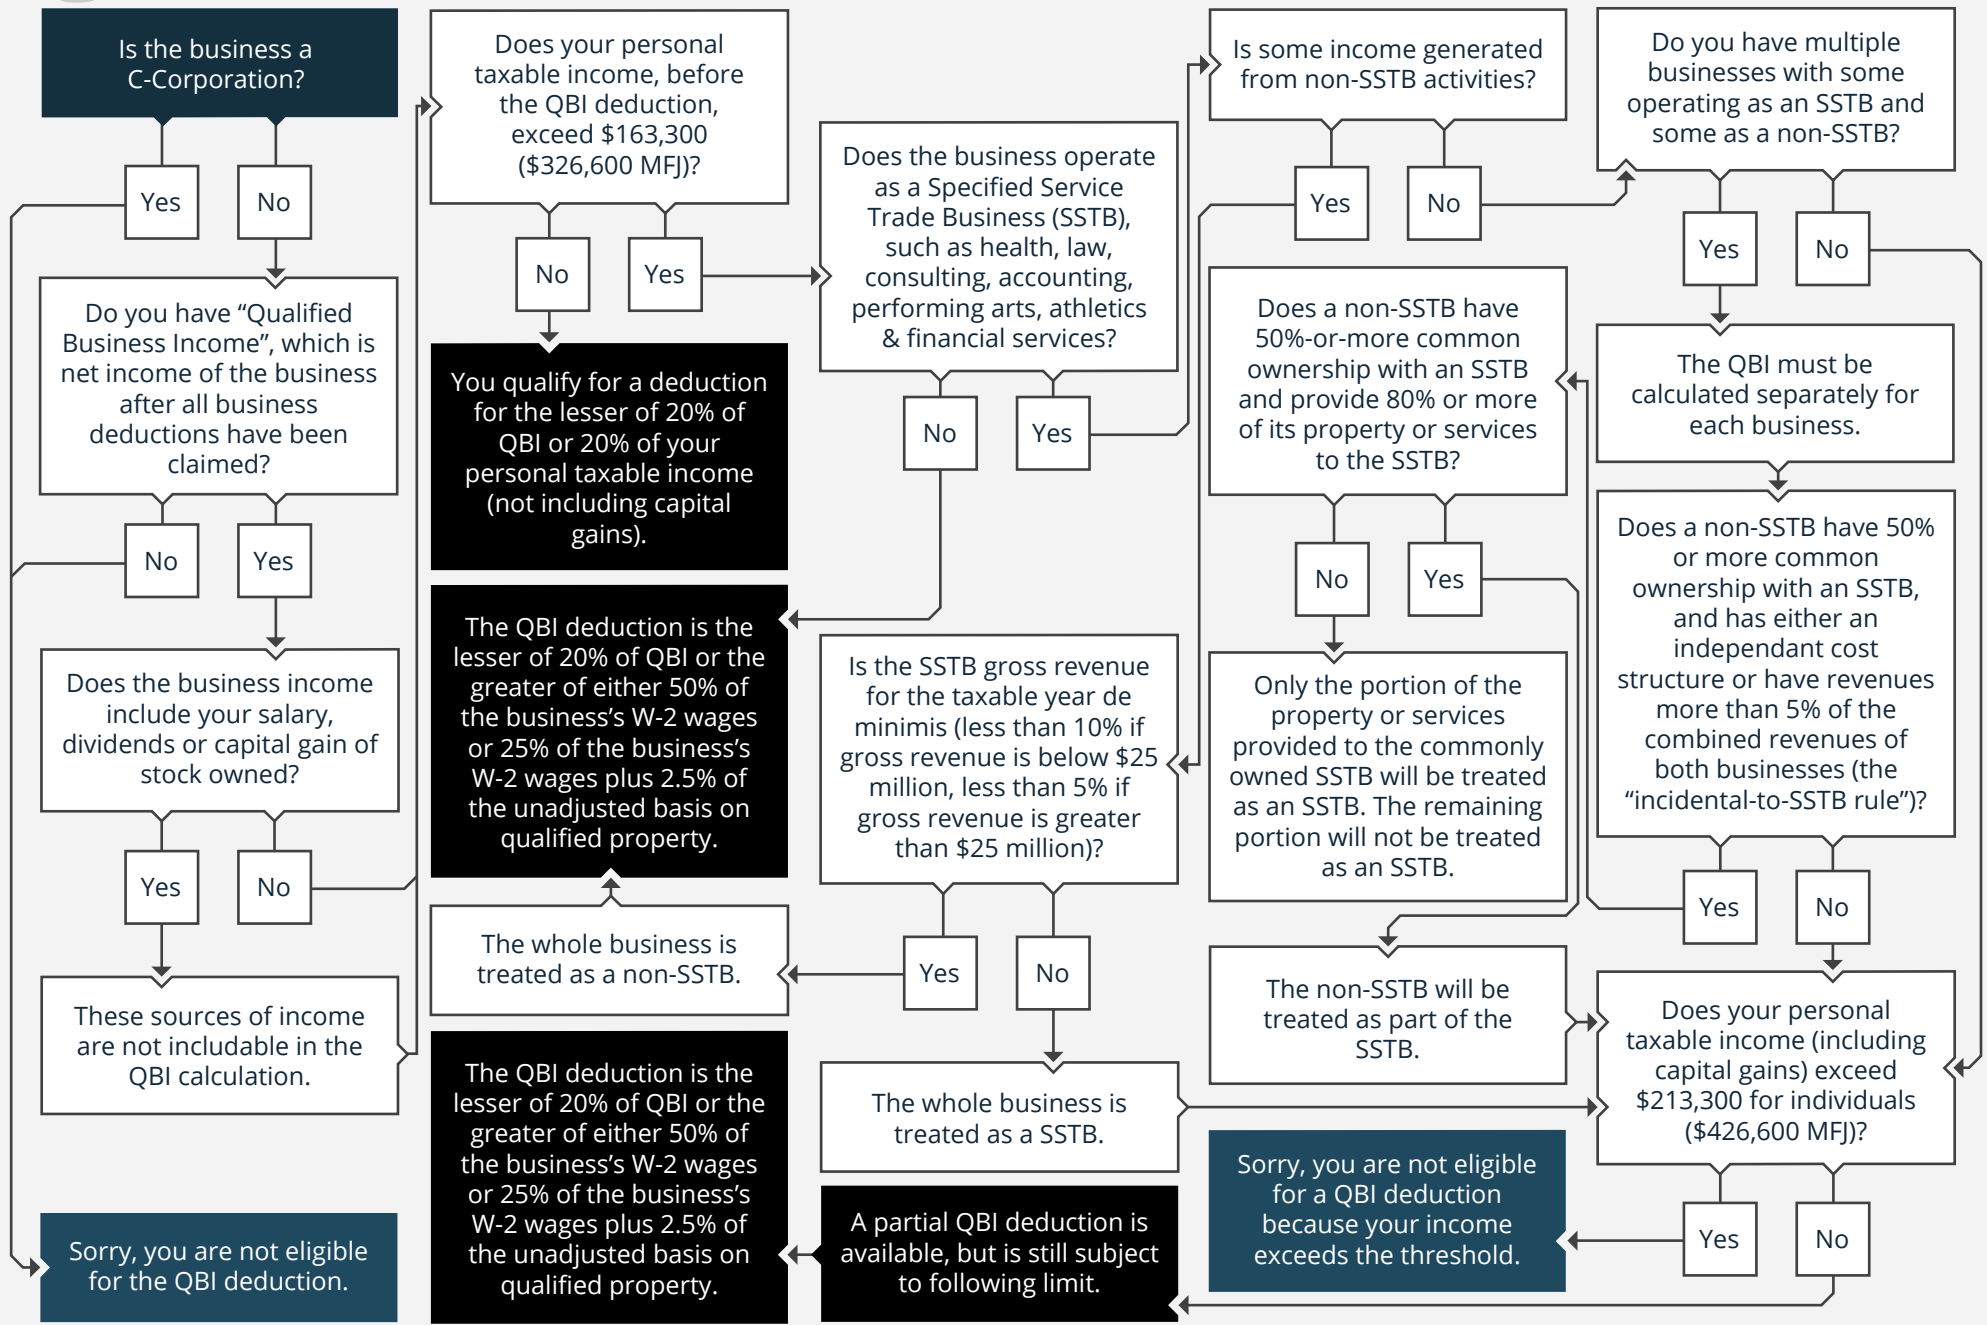 Is the business a
C-Corporation?
Yes
No
Do you have “Qualified
Business Income”, which is
net income of the business
after all business
deductions have been
claimed?
No
Yes
Does the business income
include your salary,
dividends or capital gain of
stock owned?
Yes
No
These sources of income
are not includable in the
QBI calculation.
Sorry, you are not eligible
for the QBI deduction.
Does your personal
taxable income, before
the QBI deduction,
exceed $163,300
($326,600 MFJ)?
No
Yes
You qualify for a deduction
for the lesser of 20% of
QBI or 20% of your
personal taxable income
(not including capital
gains).
The QBI deduction is the
lesser of 20% of QBI or the
greater of either 50% of
the business’s W-2 wages
or 25% of the business’s
W-2 wages plus 2.5% of
the unadjusted basis on
qualified property.
The whole business is
treated as a non-SSTB.
The QBI deduction is the
lesser of 20% of QBI or the
greater of either 50% of
the business’s W-2 wages
or 25% of the business’s
W-2 wages plus 2.5% of
the unadjusted basis on
qualified property.
Does the business operate
as a Specified Service
Trade Business (SSTB),
such as health, law,
consulting, accounting,
performing arts, athletics
& financial services?
No
Yes
Is the SSTB gross revenue
for the taxable year de
minimis (less than 10% if
gross revenue is below $25
million, less than 5% if
gross revenue is greater
than $25 million)?
Yes
No
The whole business is
treated as a SSTB.
A partial QBI deduction is
available, but is still subject
to following limit.
Is some income generated
from non-SSTB activities?
Yes
No
Does a non-SSTB have
50%-or-more common
ownership with an SSTB
and provide 80% or more
of its property or services
to the SSTB?
No
Yes
Only the portion of the
property or services
provided to the commonly
owned SSTB will be treated
as an SSTB. The remaining
portion will not be treated
as an SSTB.
The non-SSTB will be
treated as part of the
SSTB.
Sorry, you are not eligible
for a QBI deduction
because your income
exceeds the threshold.
Do you have multiple
businesses with some
operating as an SSTB and
some as a non-SSTB?
Yes
No
The QBI must be
calculated separately for
each business.
Does a non-SSTB have 50%
or more common
ownership with an SSTB,
and has either an
independant cost
structure or have revenues
more than 5% of the
combined revenues of
both businesses (the
“incidental-to-SSTB rule”)?
Yes
No
Does your personal
taxable income (including
capital gains) exceed
$213,300 for individuals
($426,600 MFJ)?
Yes
No